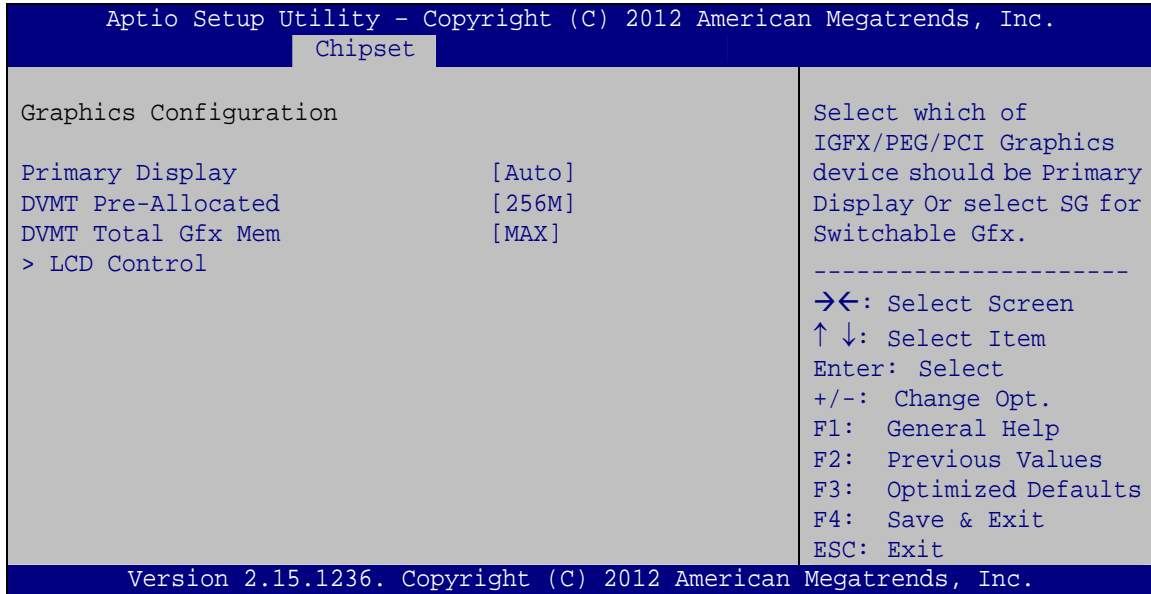 Aptio Setup Utility – Copyright (C) 2012 American Megatrends, Inc.
Chipset
Graphics Configuration
Primary Display [Auto]
DVMT Pre-Allocated [256M]
DVMT Total Gfx Mem [MAX]
> LCD Control
Select which of
IGFX/PEG/PCI Graphics
device should be Primary
Display Or select SG for
Switchable Gfx.
----------------------
→←: Select Screen
↑ ↓: Select Item
Enter: Select
+/-: Change Opt.
F1: General Help
F2: Previous Values
F3: Optimized Defaults
F4: Save & Exit
ESC: Exit
Version 2.15.1236. Copyright (C) 2012 American Megatrends, Inc.